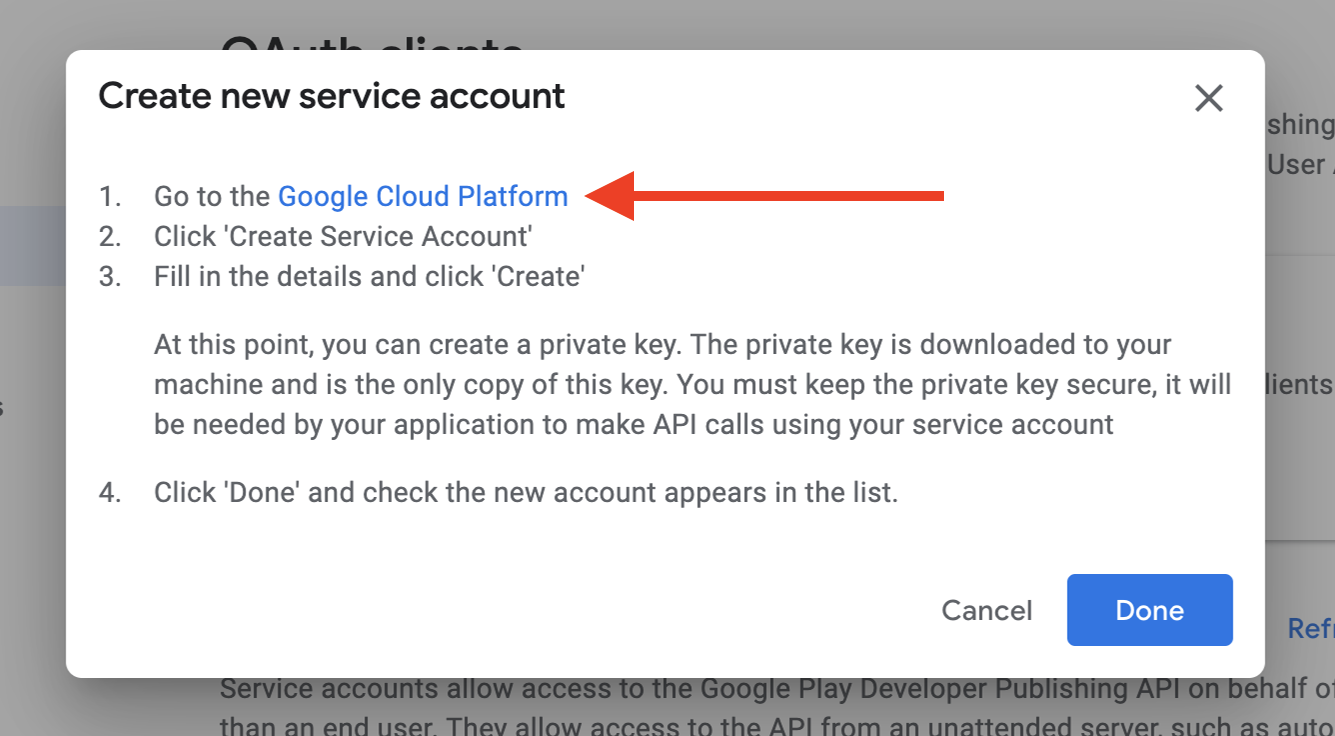 OAuth clients
Create new service account
shing
User
1. Go to the Google Cloud Platform
2. Click 'Create Service Account'
3. Fill in the details and click 'Create'
At this point, you can create a private key. The private key is downloaded to your
machine and is the only copy of this key. You must keep the private key secure, it will
lients
s
be needed by your application to make API calls using your service account
4. Click 'Done' and check the new account appears in the list.
Cancel
Done
Refr
Service accounts allow access to the Google Play Developer Publishing API on behalf of
than an end user. They allow access to the API from an unattended server, such as auto